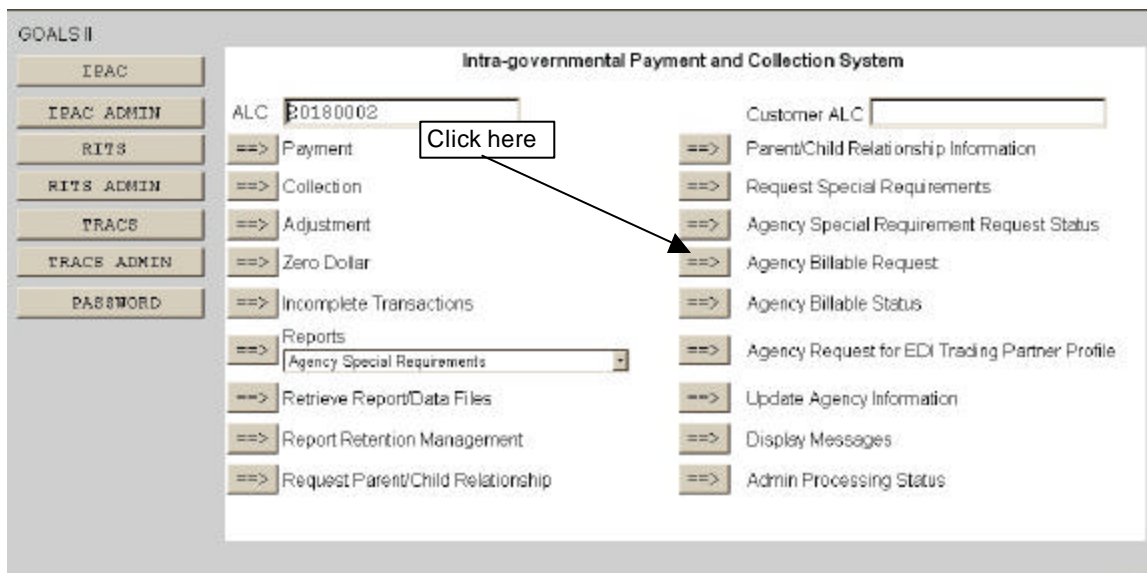 GOALS II
Intra-governmental Payment and Collection System
IPAC
IPAC ADMIN
RITS
RITS ADMIN
TRACS
TRACS ADMIN
PASSWORD
ALC 20180002
Customer ALC
Click here
==> Payment
==> Collection
==> Adjustment
==> Zero Dollar
==> Incomplete Transactions
==> Reports
Agency Special Requirements
==> Retrieve Report/Data Files
==> Report Retention Management
==> Request Parent/Child Relationship
==> Parent/Child Relationship Information
==> Request Special Requirements
==> Agency Special Requirement Request Status
==> Agency Billable Request
==> Agency Billable Status
==> Agency Request for EDI Trading Partner Profile
==> Update Agency Information
==> Display Messages
==> Admin Processing Status